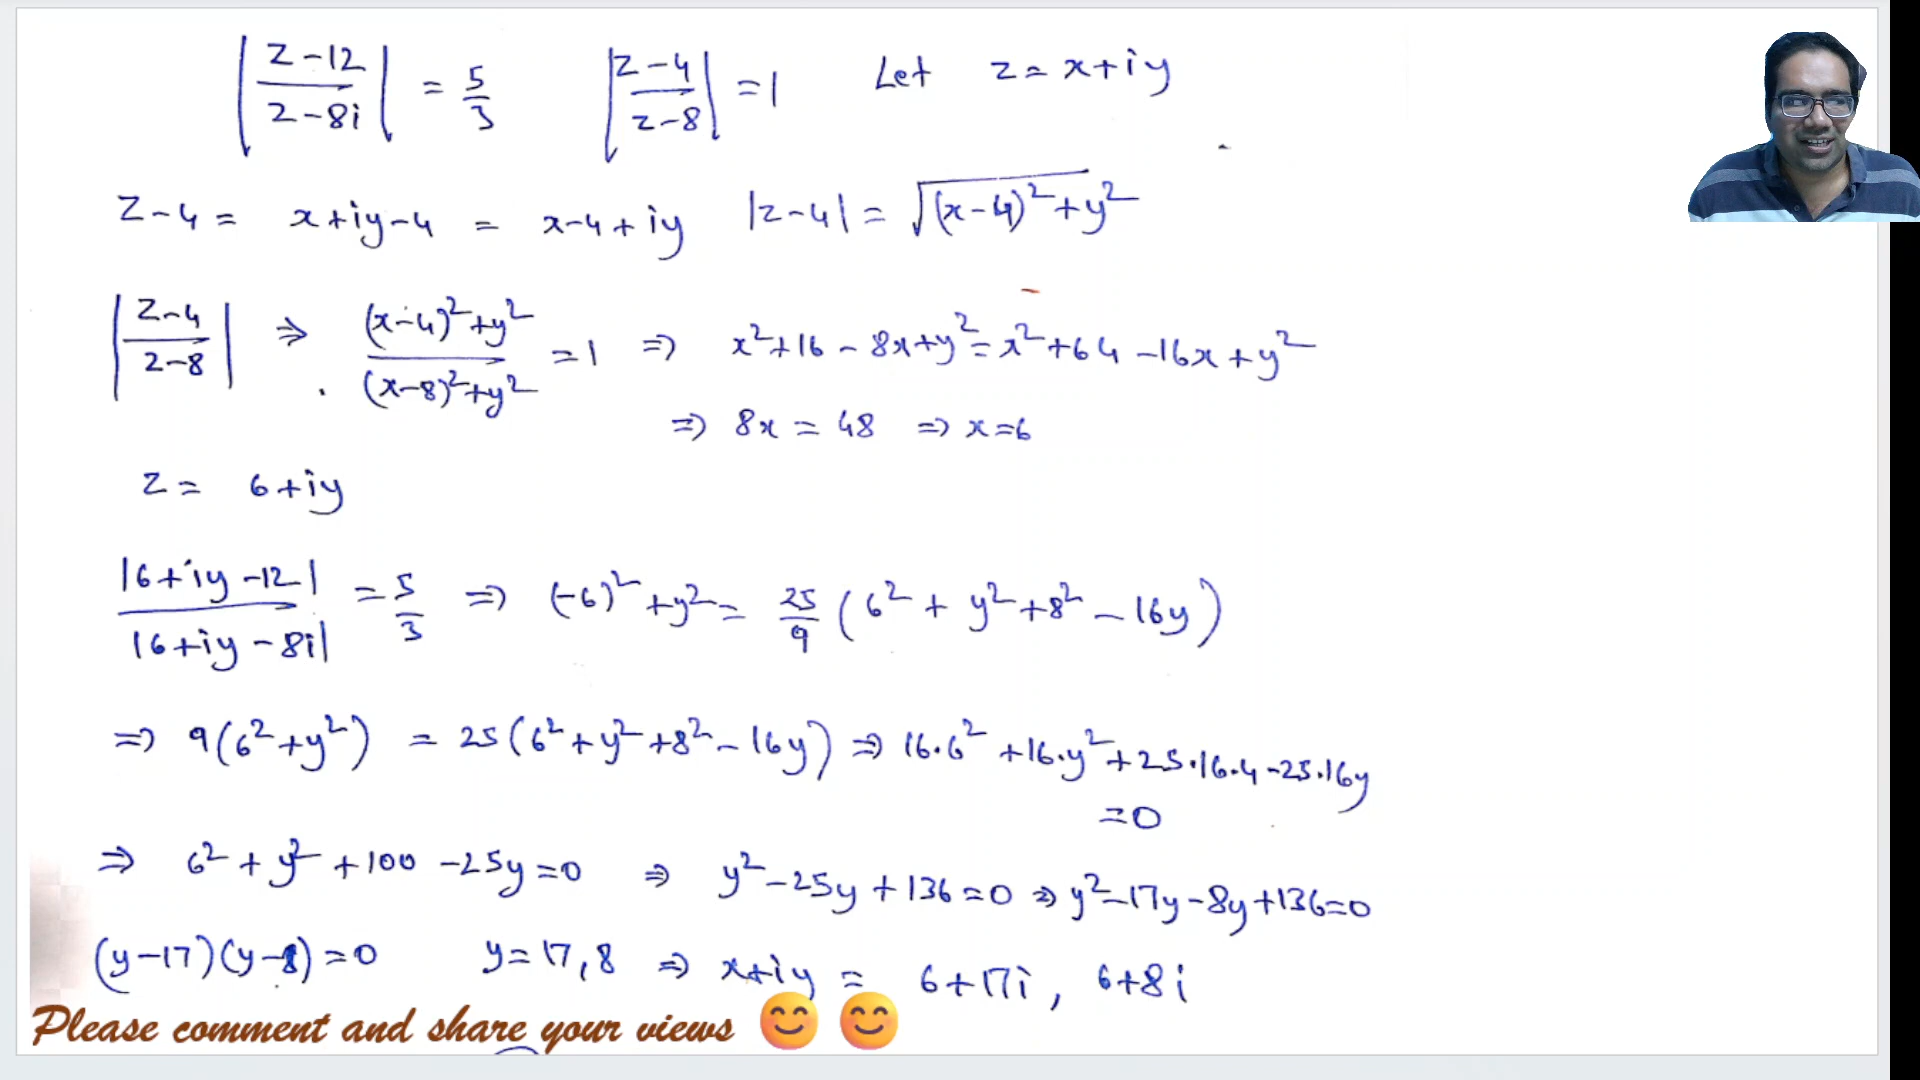 |z-12 / z-8i| = 5/3   |z-4 / z-8| = 1   Let z = x+iy
z-4 = x+iy-4 = x-4+iy   |z-4| = √(x-4)²+y²
|z-4 / z-8| ⇒ (x-4)²+y² / (x-8)²+y² = 1 ⇒ x²+16-8x+y² = x²+64-16x+y²
⇒ 8x = 48 ⇒ x=6
z = 6+iy
|6+iy-12| / |6+iy-8i| = 5/3 ⇒ (-6)²+y² = 25/9 (6²+y²+8²-16y)
⇒ 9(6²+y²) = 25(6²+y²+8²-16y) ⇒ 16·6²+16·y²+25·16·4-25·16y
=0
⇒ 6²+y²+100-25y=0 ⇒ y²-25y+136=0 ⇒ y²-17y-8y+136=0
(y-17)(y-8)=0   y=17,8 ⇒ x+iy = 6+17i, 6+8i
Please comment and share your views 😊 😊